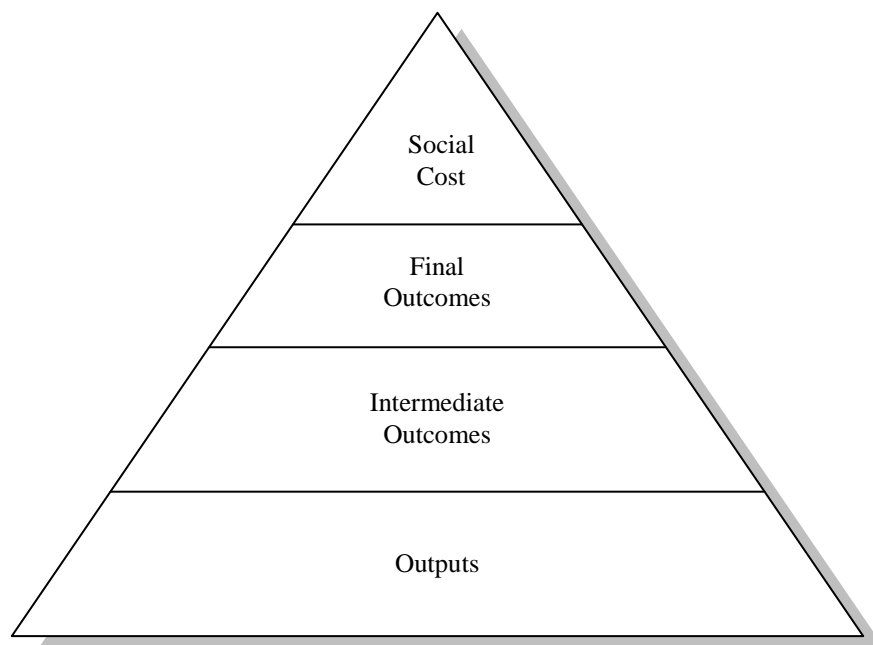 Social
Cost
Final
Outcomes
Intermediate
Outcomes
Outputs